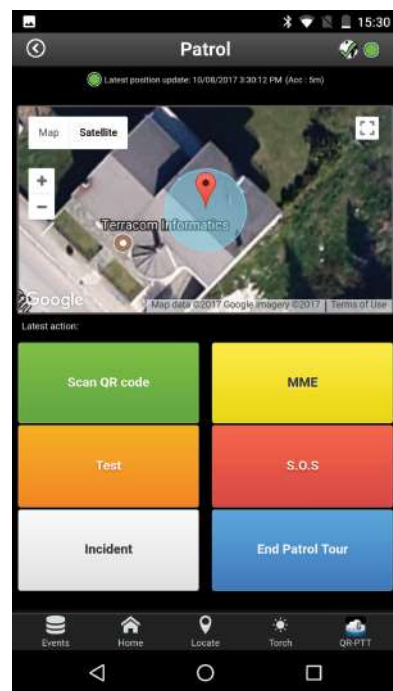 15:30
Patrol
Latest position update: 10/08/2017 3:30:12 PM (Acc : 5m)
Map Satellite
+
−
Terracom Informatics
Google
Map data ©2017 Google Imagery ©2017 Terms of Use
Latest action:
Scan QR code MME
Test S.O.S
Incident End Patrol Tour
Events Home Locate Torch QR-PTT